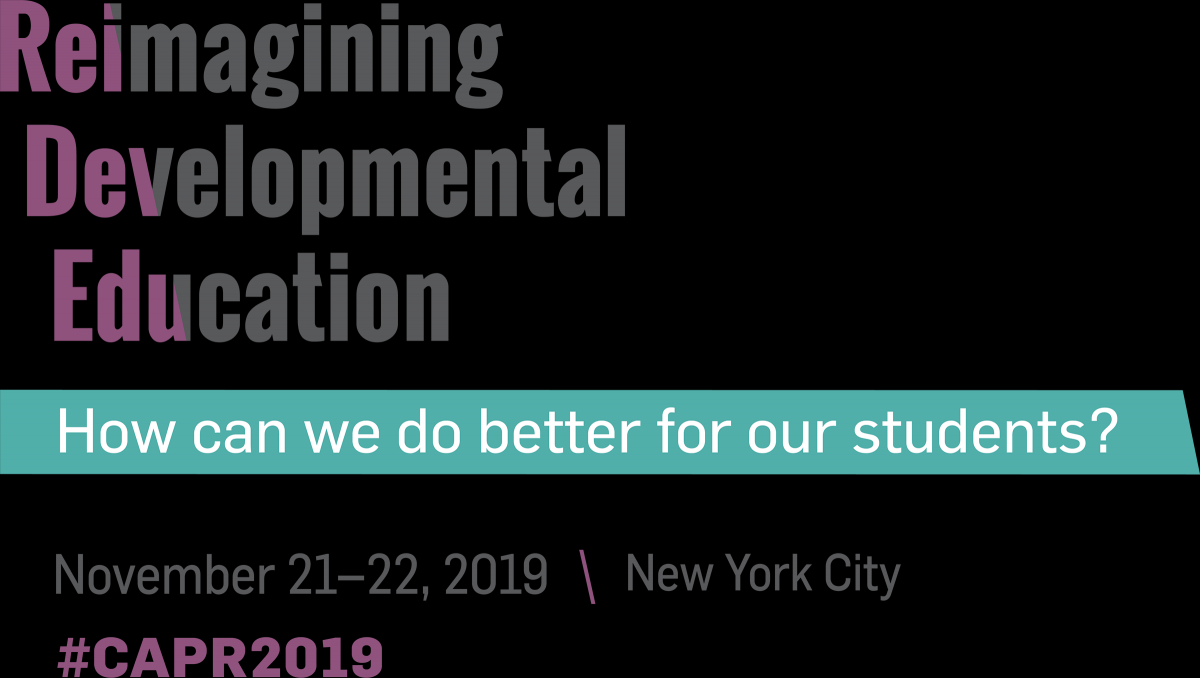 Reimagining
Developmental
Education
How can we do better for our students?
November 21–22, 2019 \ New York City
#CAPR2019